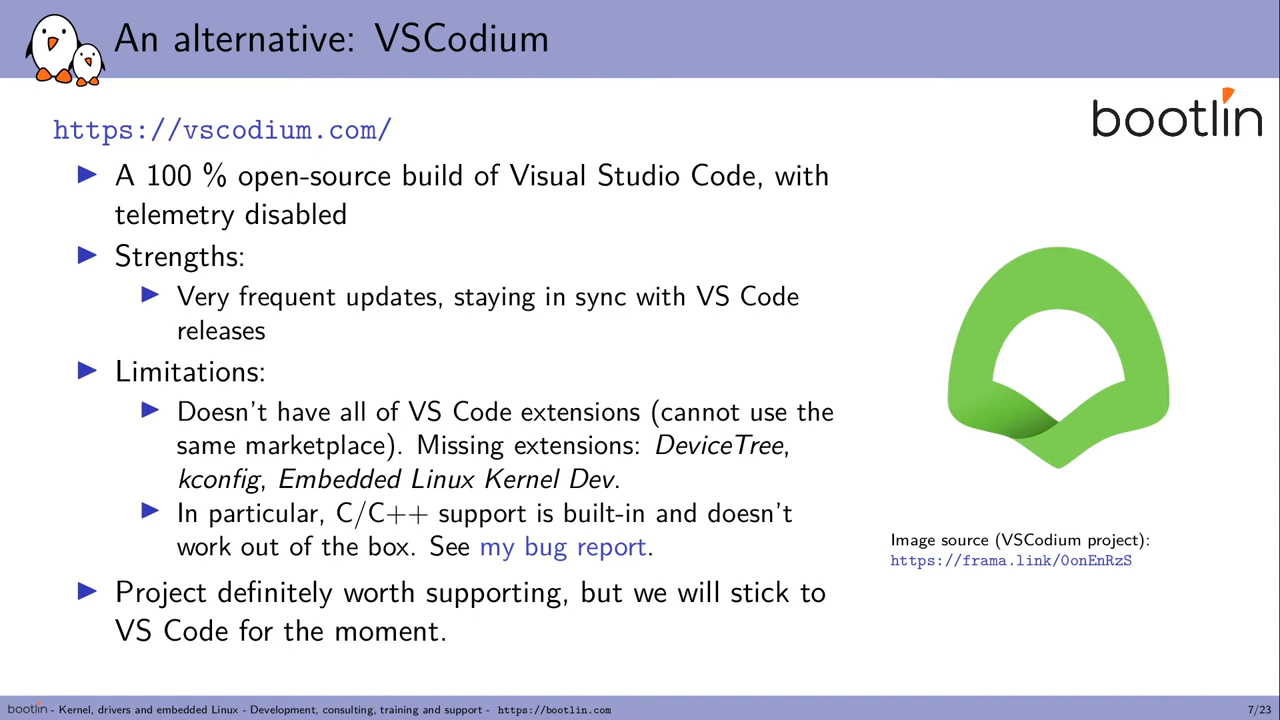 An alternative: VSCodium
bootlin
https://vscodium.com/
▶ A 100 % open-source build of Visual Studio Code, with
telemetry disabled
▶ Strengths:
▶ Very frequent updates, staying in sync with VS Code
releases
▶ Limitations:
▶ Doesn't have all of VS Code extensions (cannot use the
same marketplace). Missing extensions: DeviceTree,
kconfig, Embedded Linux Kernel Dev.
▶ In particular, C/C++ support is built-in and doesn't
work out of the box. See my bug report.
▶ Project definitely worth supporting, but we will stick to
VS Code for the moment.
Image source (VSCodium project):
https://frama.link/0onEnRzS
bootlin - Kernel, drivers and embedded Linux - Development, consulting, training and support - https://bootlin.com
7/23